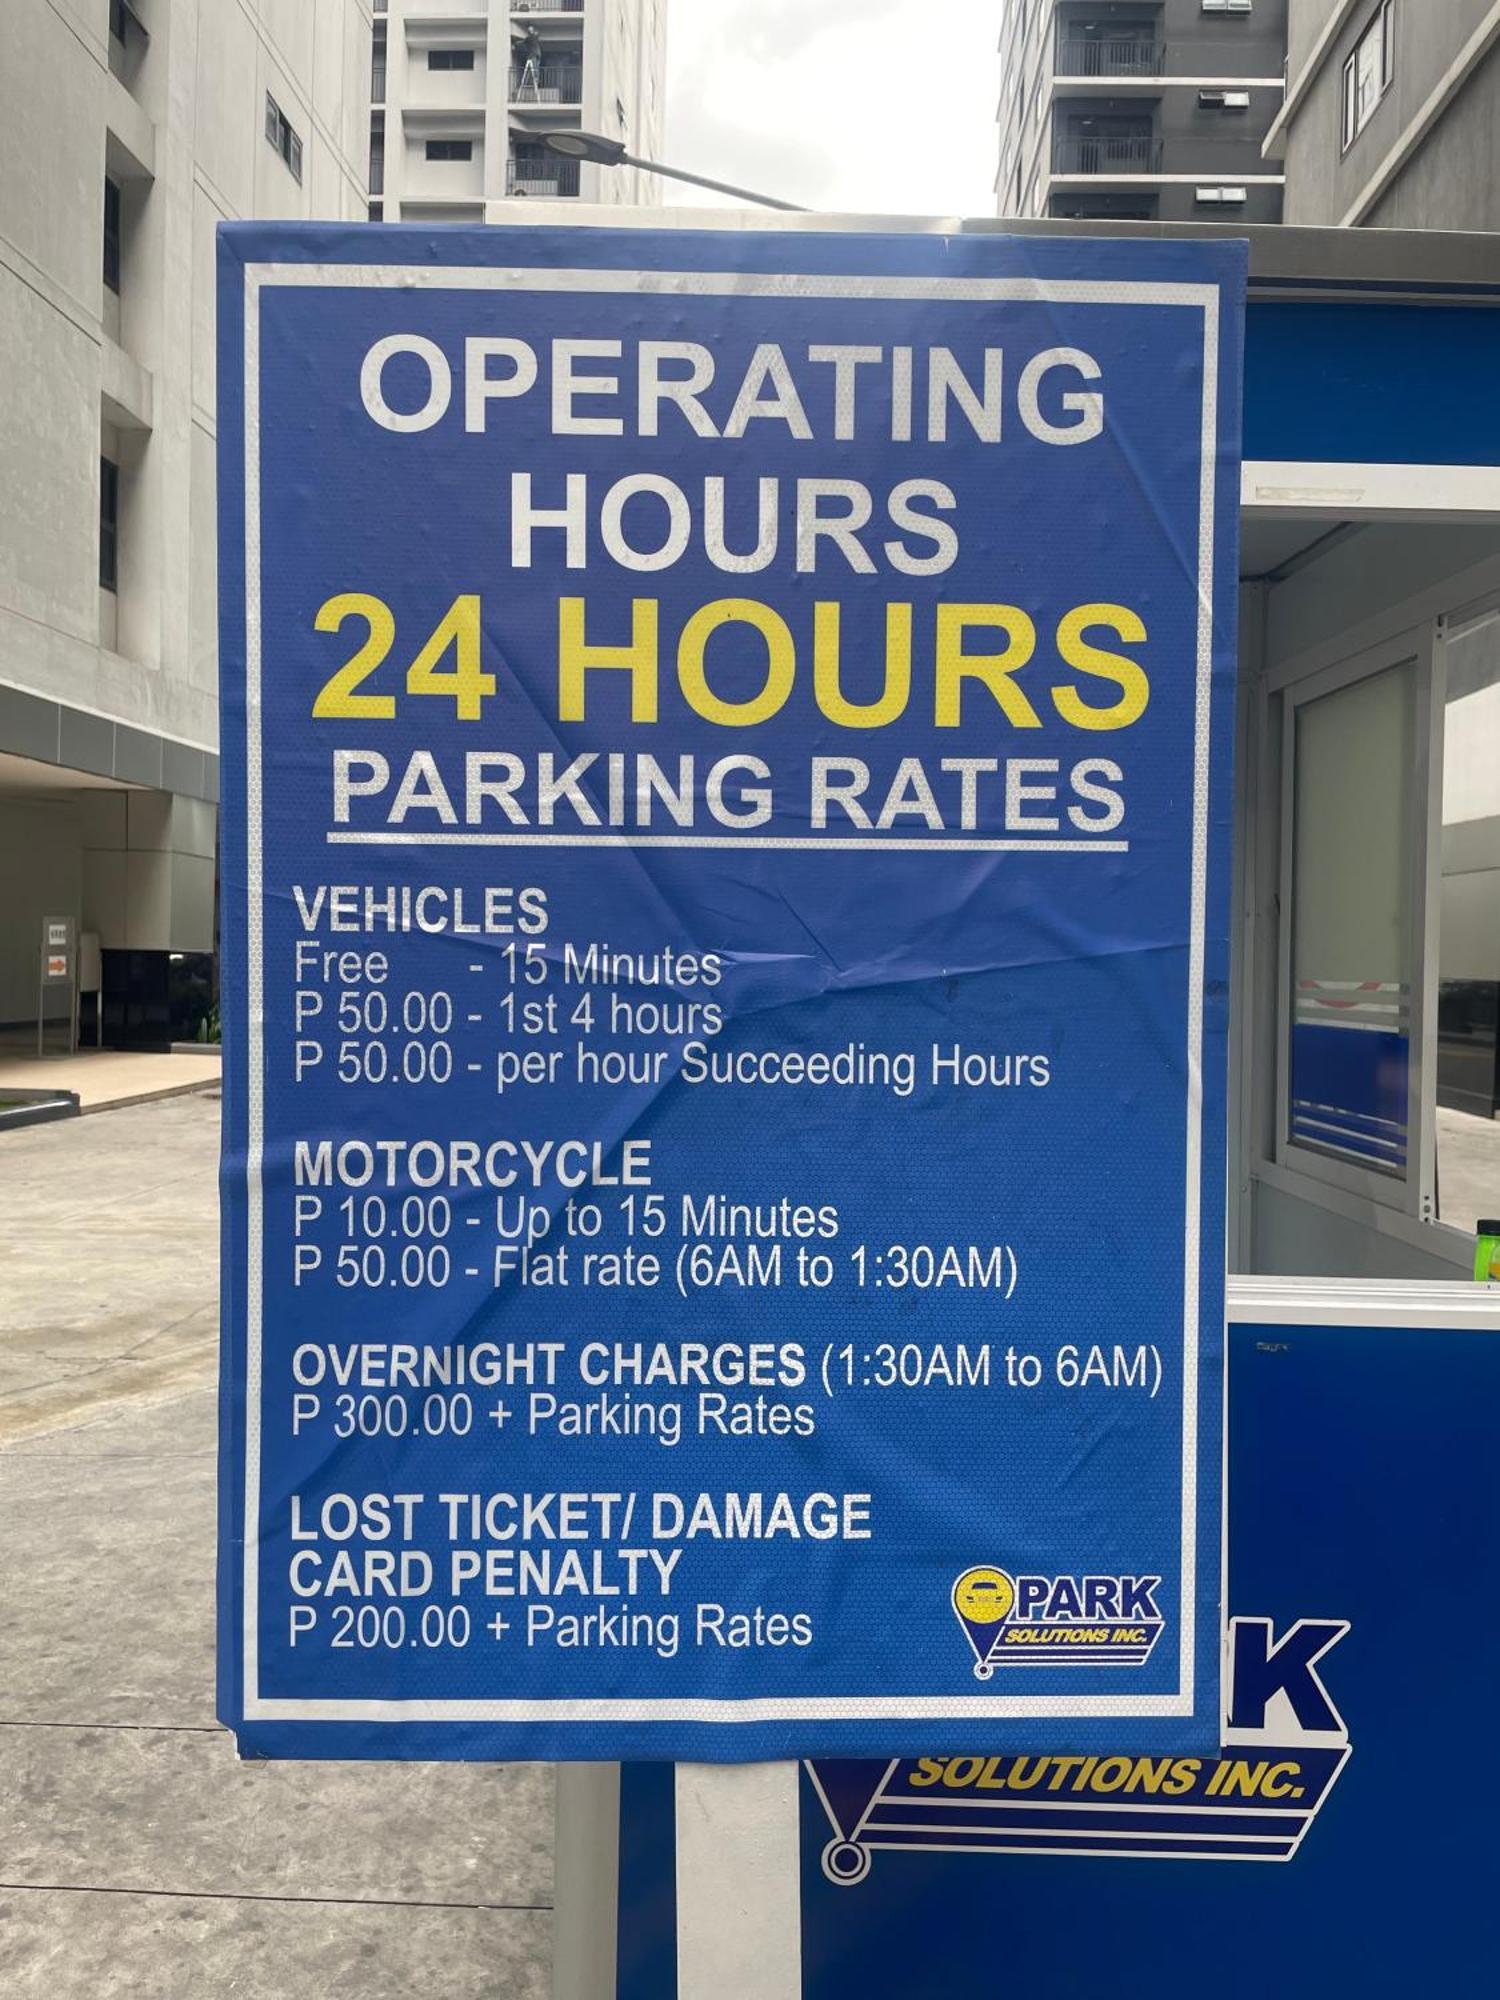 OPERATING
HOURS
24 HOURS
PARKING RATES
VEHICLES
Free - 15 Minutes
P 50.00 - 1st 4 hours
P 50.00 - per hour Succeeding Hours
MOTORCYCLE
P 10.00 - Up to 15 Minutes
P 50.00 - Flat rate (6AM to 1:30AM)
OVERNIGHT CHARGES (1:30AM to 6AM)
P 300.00 + Parking Rates
LOST TICKET/ DAMAGE
CARD PENALTY
P 200.00 + Parking Rates
PARK
SOLUTIONS INC.
K
SOLUTIONS INC.